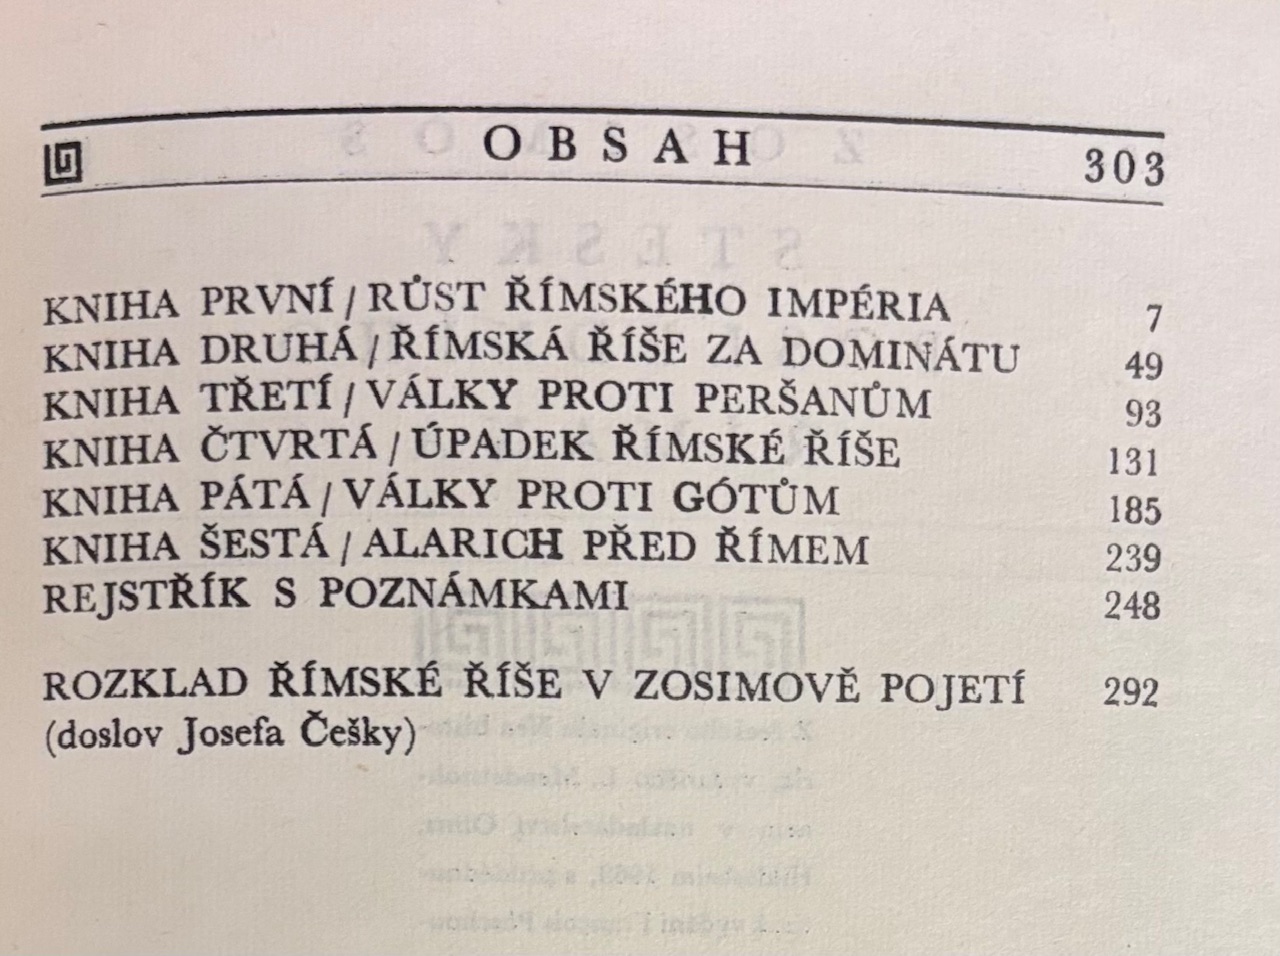 OBSAH 303
KNIHA PRVNÍ / RŮST ŘÍMSKÉHO IMPÉRIA 7
KNIHA DRUHÁ / ŘÍMSKÁ ŘÍŠE ZA DOMINÁTU 49
KNIHA TŘETÍ / VÁLKY PROTI PERŠANŮM 93
KNIHA ČTVRTÁ / ÚPADEK ŘÍMSKÉ ŘÍŠE 131
KNIHA PÁTÁ / VÁLKY PROTI GÓTŮM 185
KNIHA ŠESTÁ / ALARICH PŘED ŘÍMEM 239
REJSTŘÍK S POZNÁMKAMI 248
ROZKLAD ŘÍMSKÉ ŘÍŠE V ZOSIMOVĚ POJETÍ 292
(doslov Josefa Češky)